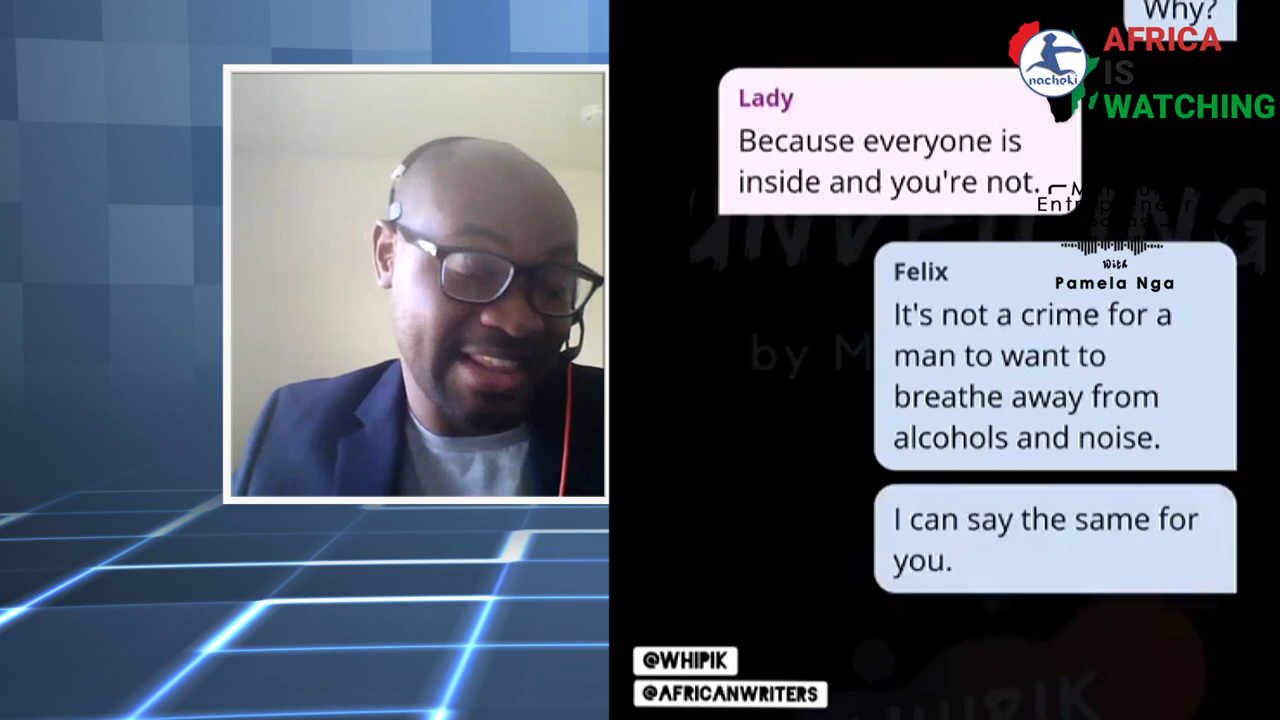 Why?
AFRICA
IS
WATCHING
nacheki
Lady
Because everyone is
inside and you're not.
Entrepreneur
With
Pamela Nga
Felix
It's not a crime for a
man to want to
breathe away from
alcohols and noise.
by M
I can say the same for
you.
@WHIPIK
@AFRICANWRITERS
WHIPIK